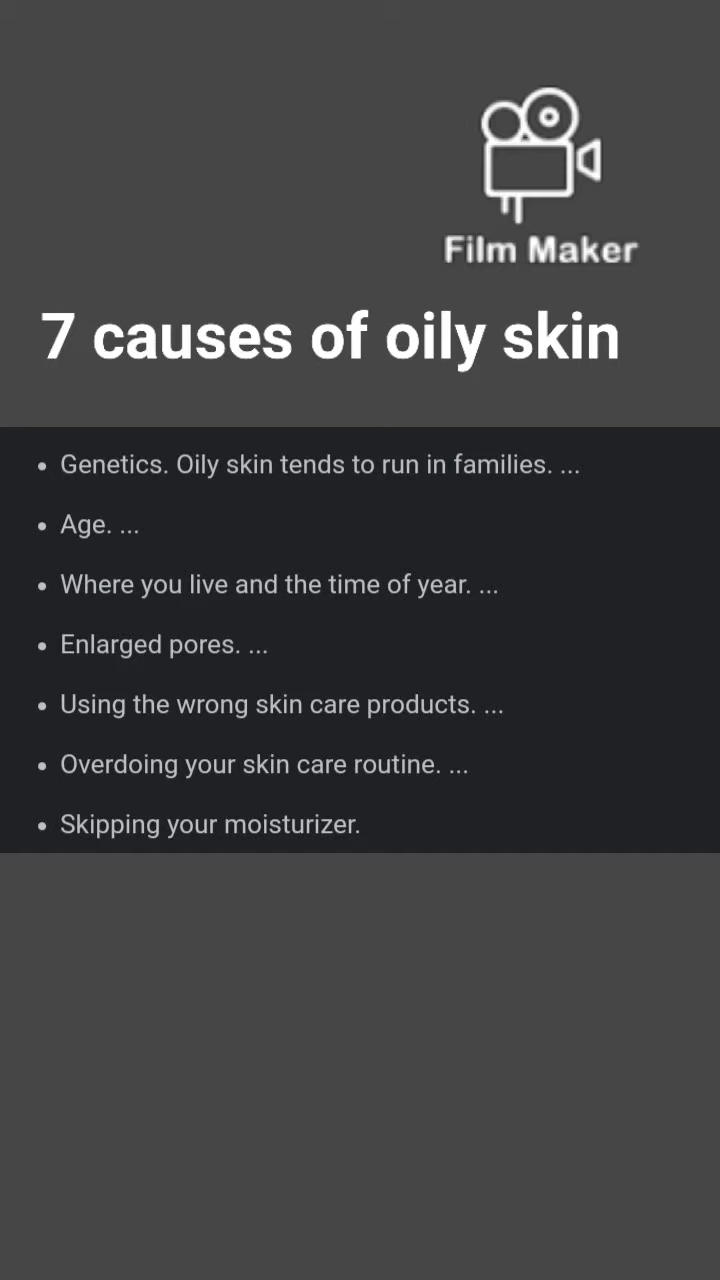 Film Maker
7 causes of oily skin
• Genetics. Oily skin tends to run in families. ...
• Age. ...
• Where you live and the time of year. ...
• Enlarged pores. ...
• Using the wrong skin care products. ...
• Overdoing your skin care routine. ...
• Skipping your moisturizer.